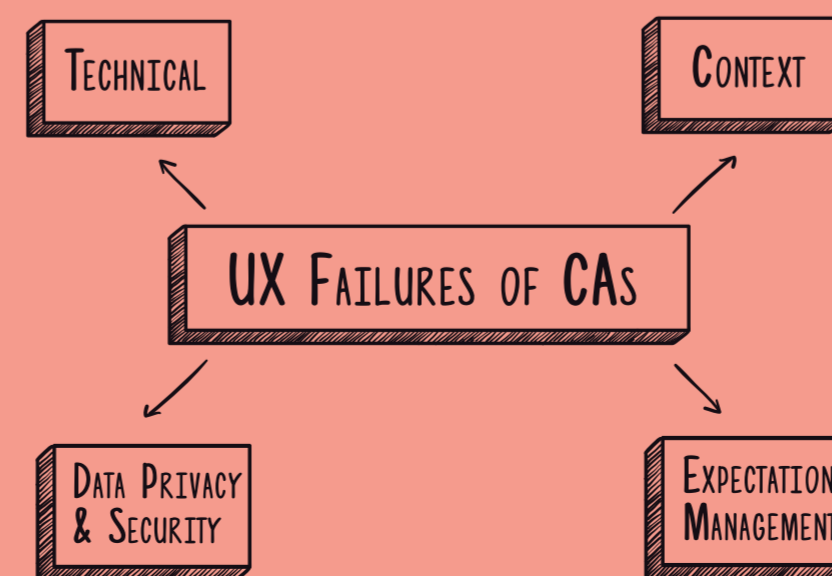 Technical
Context
UX Failures of CAs
Data Privacy
& Security
Expectation
Management